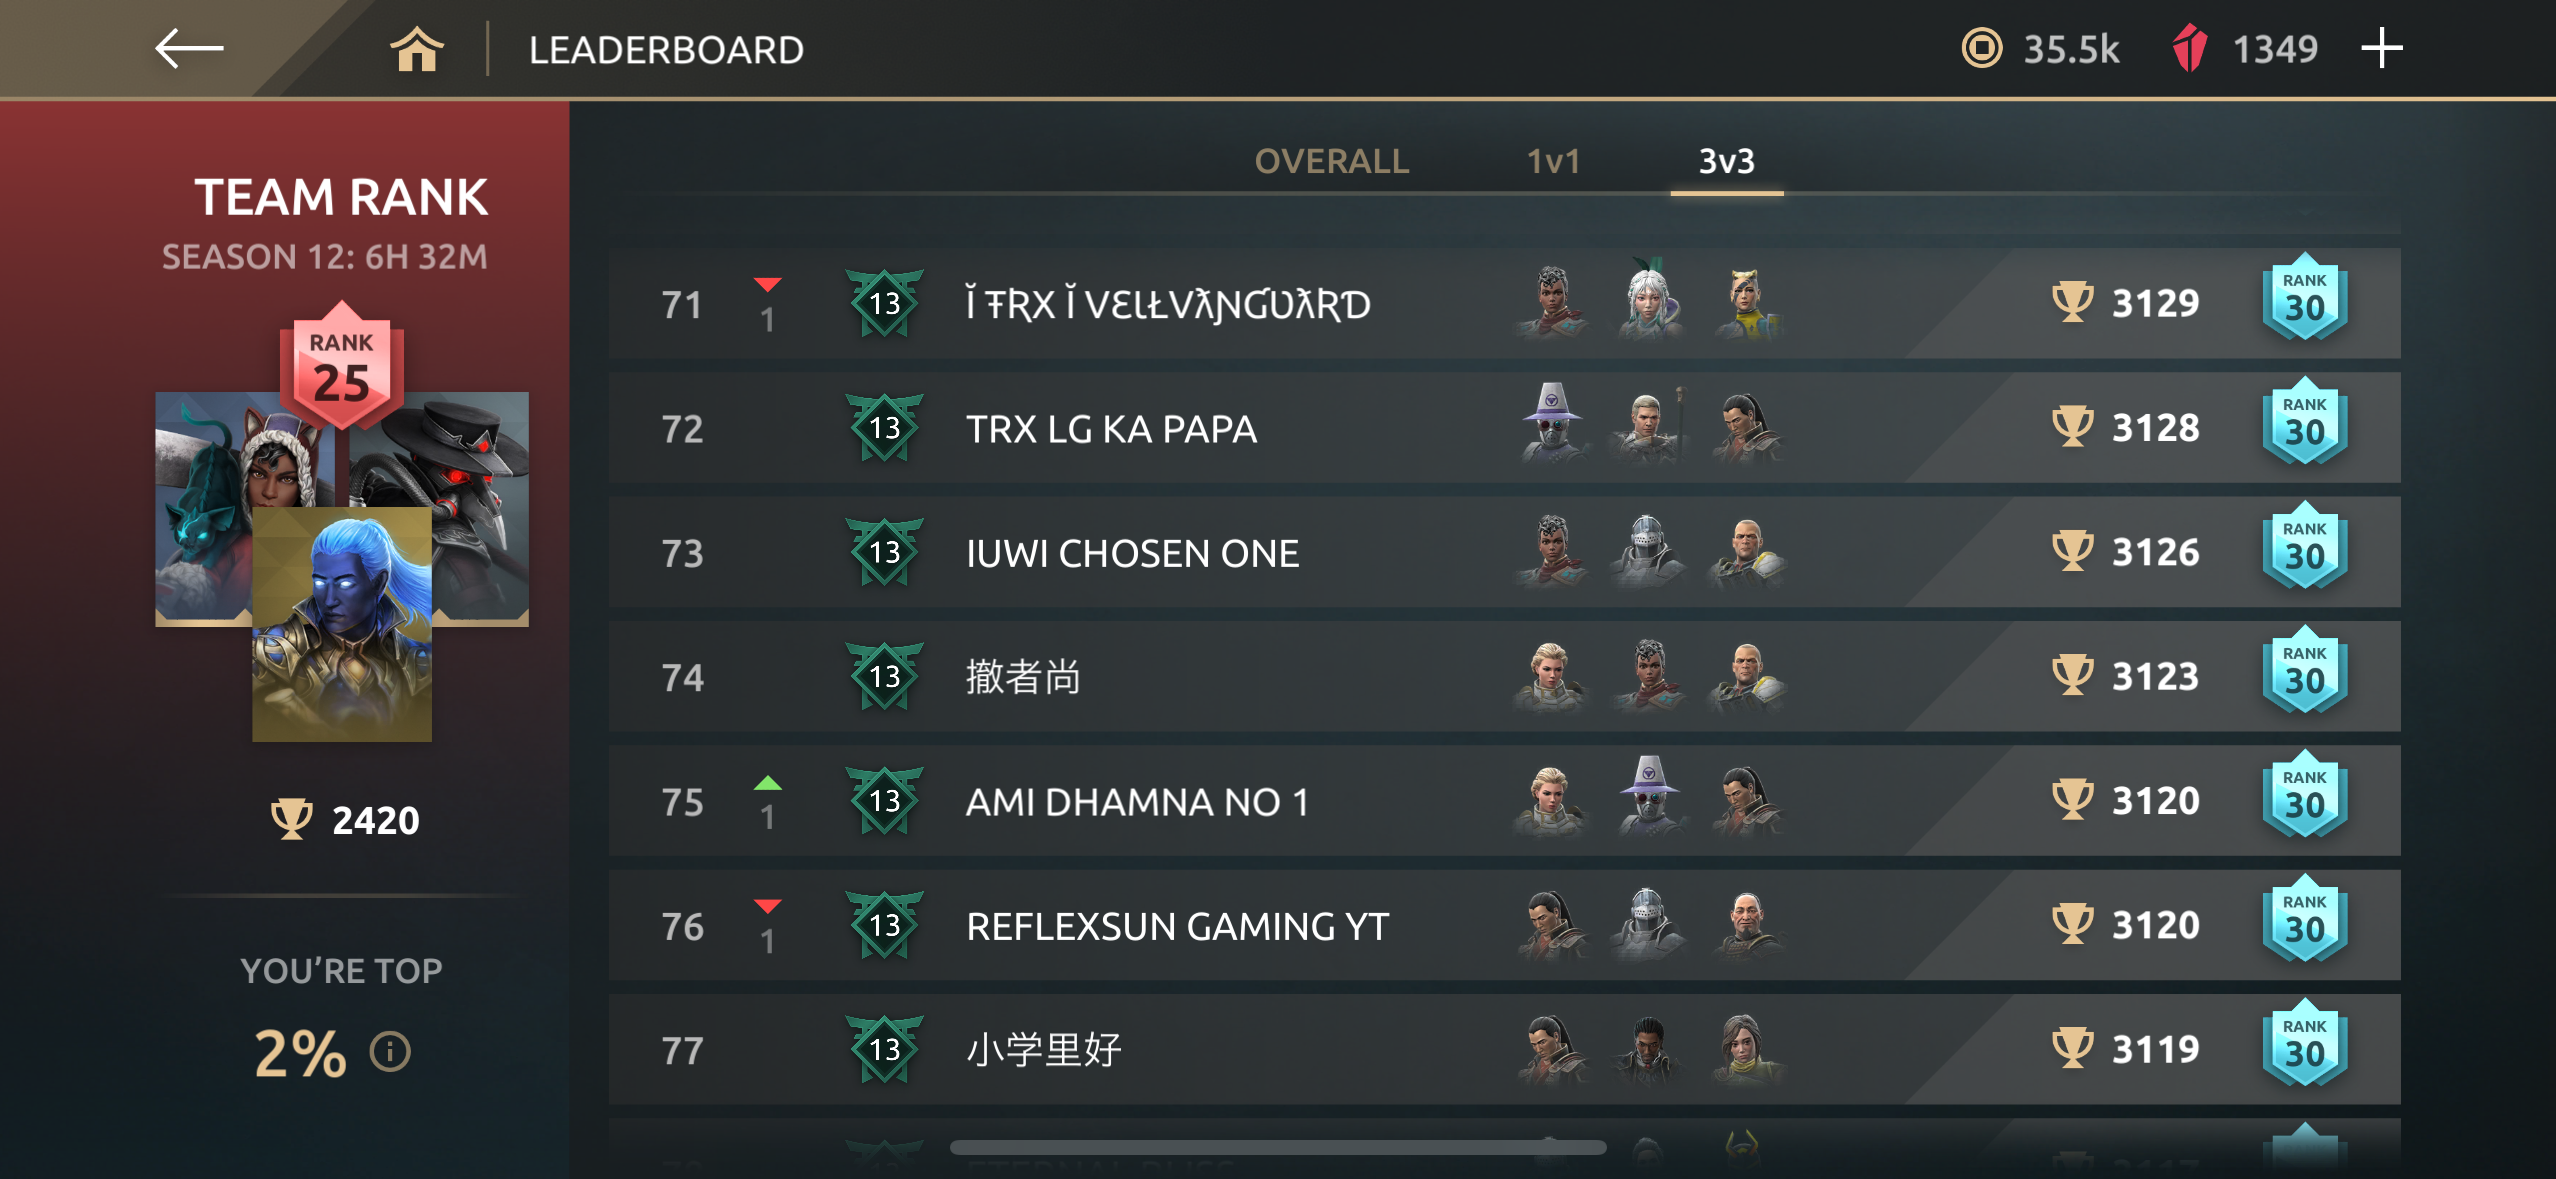 LEADERBOARD
35.5k
1349
TEAM RANK
SEASON 12: 6H 32M
RANK
25
2420
YOU'RE TOP
2%
OVERALL 1v1 3v3
71 1 13 3129 RANK 30
72 13 TRX LG KA PAPA 3128 RANK 30
73 13 IUWI CHOSEN ONE 3126 RANK 30
74 13 撤者尚 3123 RANK 30
75 1 13 AMI DHAMNA NO 1 3120 RANK 30
76 1 13 REFLEXSUN GAMING YT 3120 RANK 30
77 13 小学里好 3119 RANK 30